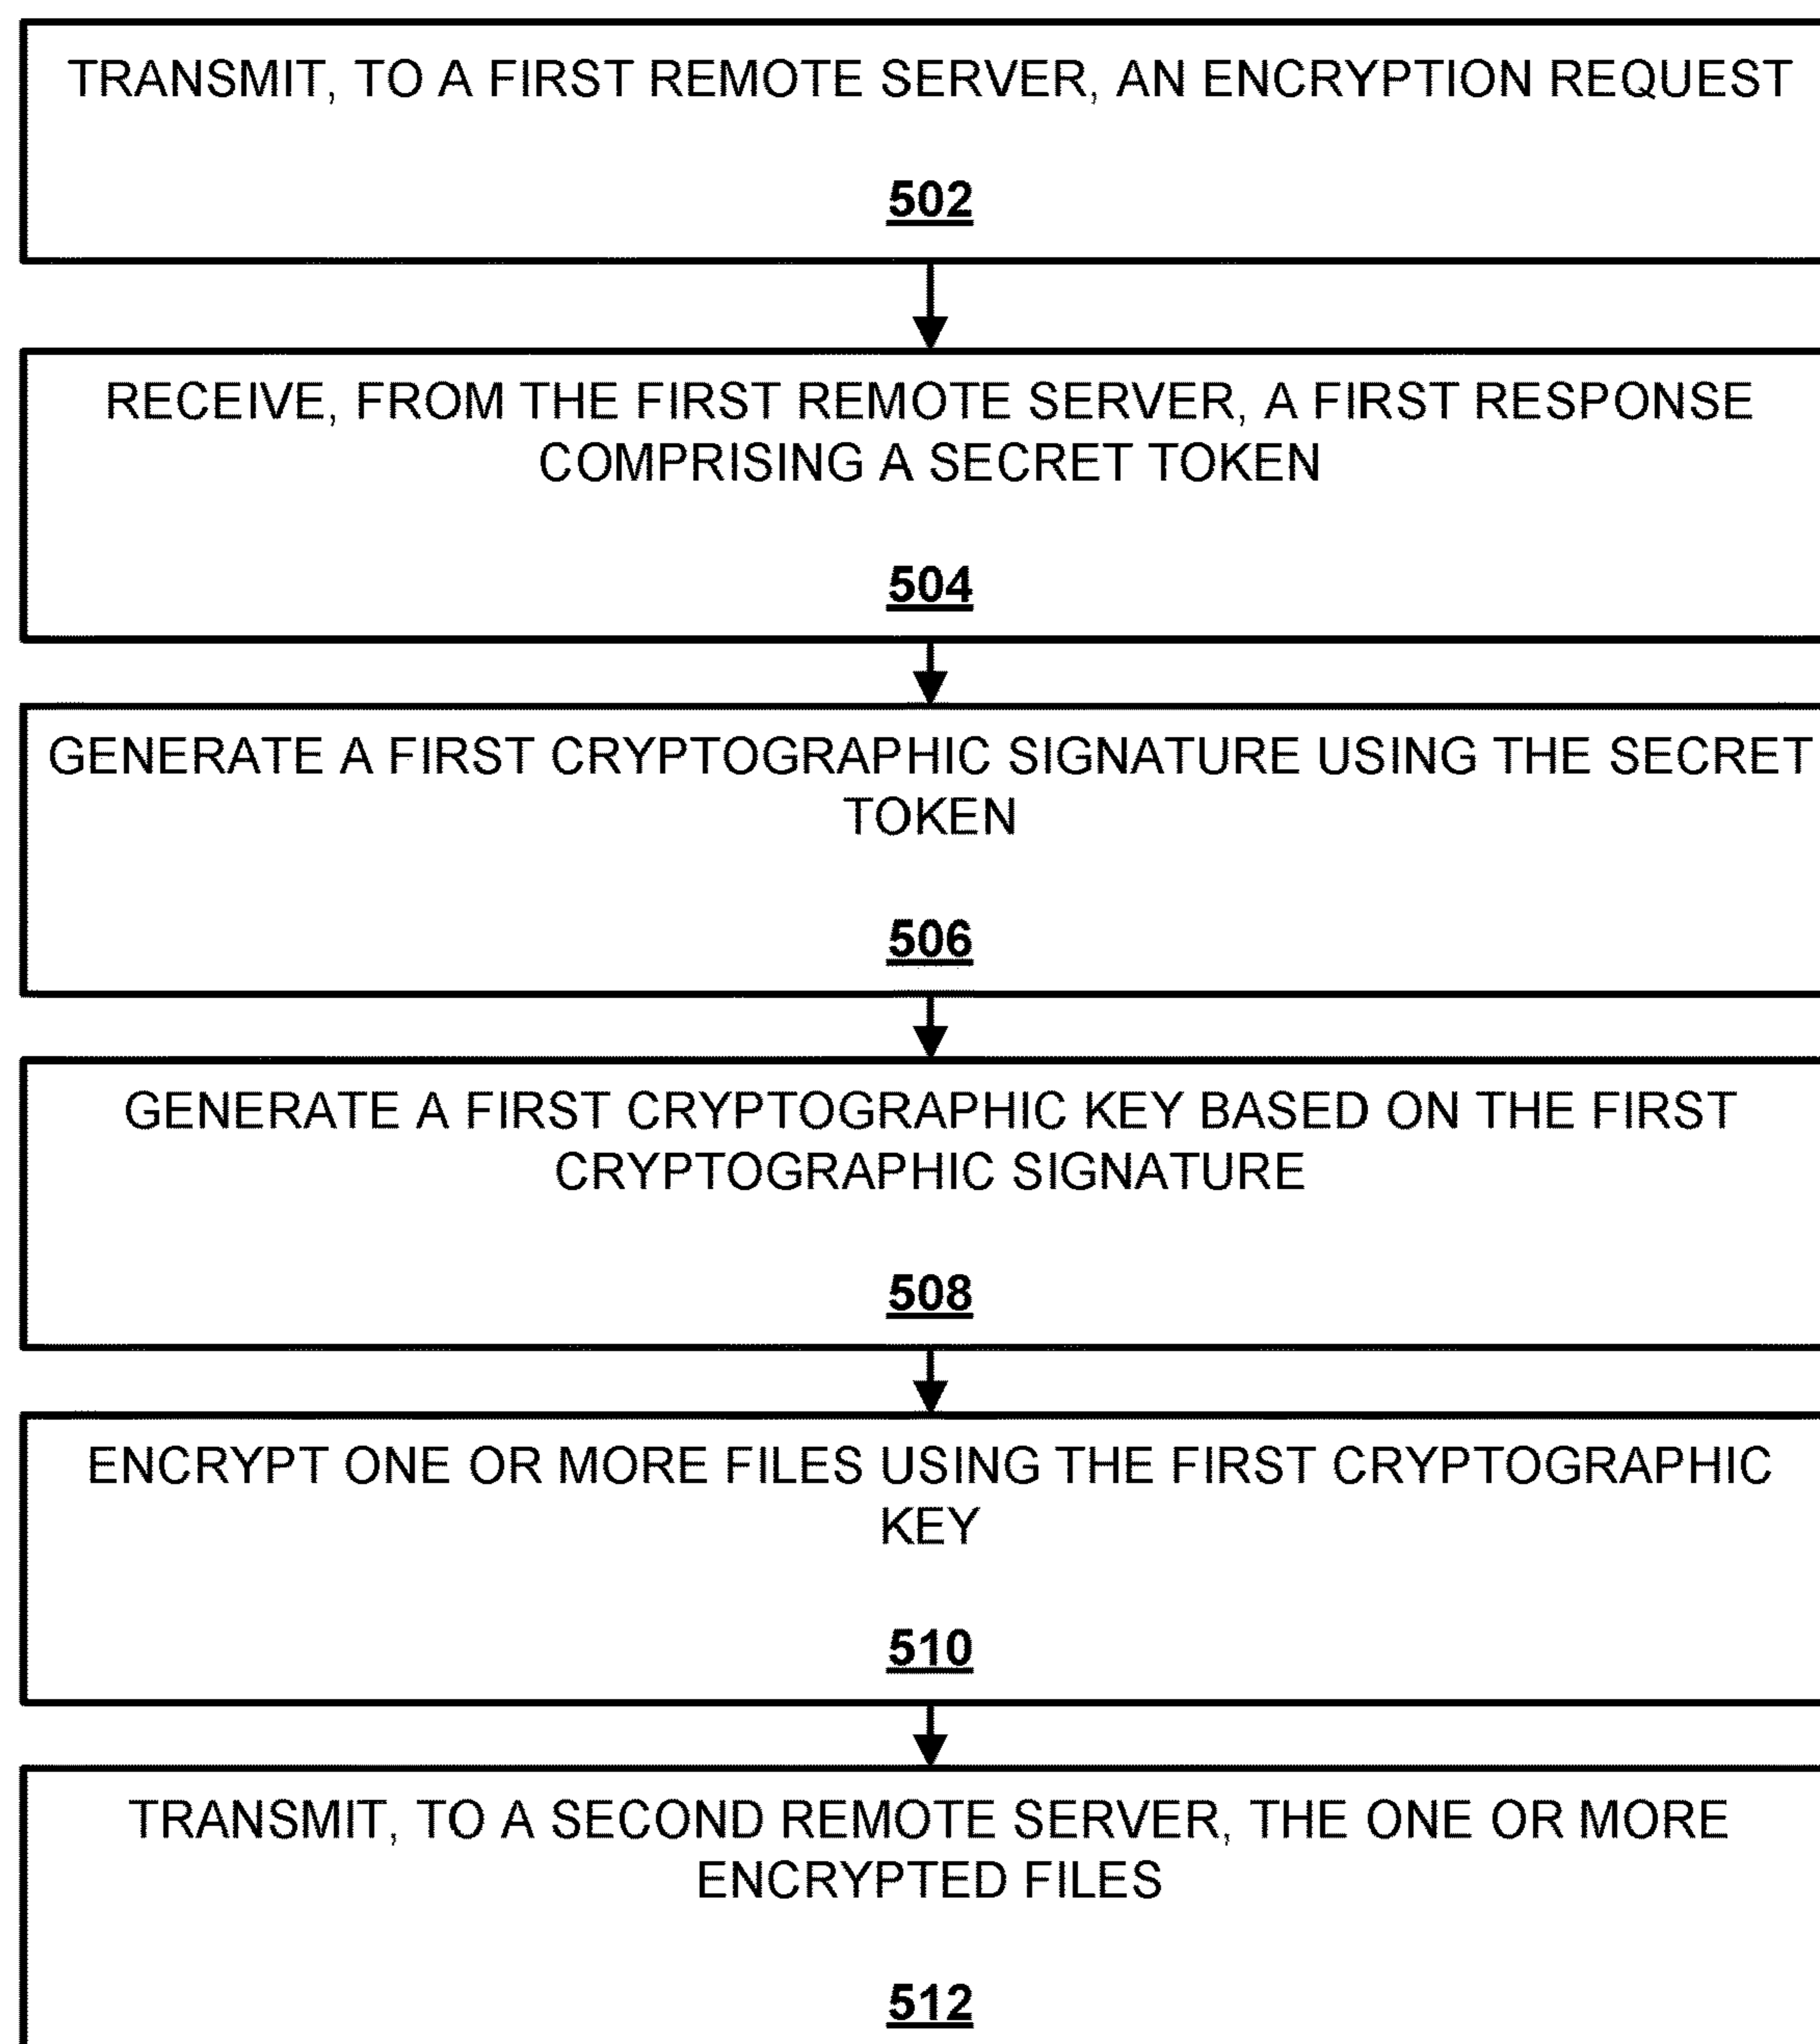 TRANSMIT, TO A FIRST REMOTE SERVER, AN ENCRYPTION REQUEST
502
RECEIVE, FROM THE FIRST REMOTE SERVER, A FIRST RESPONSE
COMPRISING A SECRET TOKEN
504
GENERATE A FIRST CRYPTOGRAPHIC SIGNATURE USING THE SECRET
TOKEN
506
GENERATE A FIRST CRYPTOGRAPHIC KEY BASED ON THE FIRST
CRYPTOGRAPHIC SIGNATURE
508
ENCRYPT ONE OR MORE FILES USING THE FIRST CRYPTOGRAPHIC
KEY
510
TRANSMIT, TO A SECOND REMOTE SERVER, THE ONE OR MORE
ENCRYPTED FILES
512